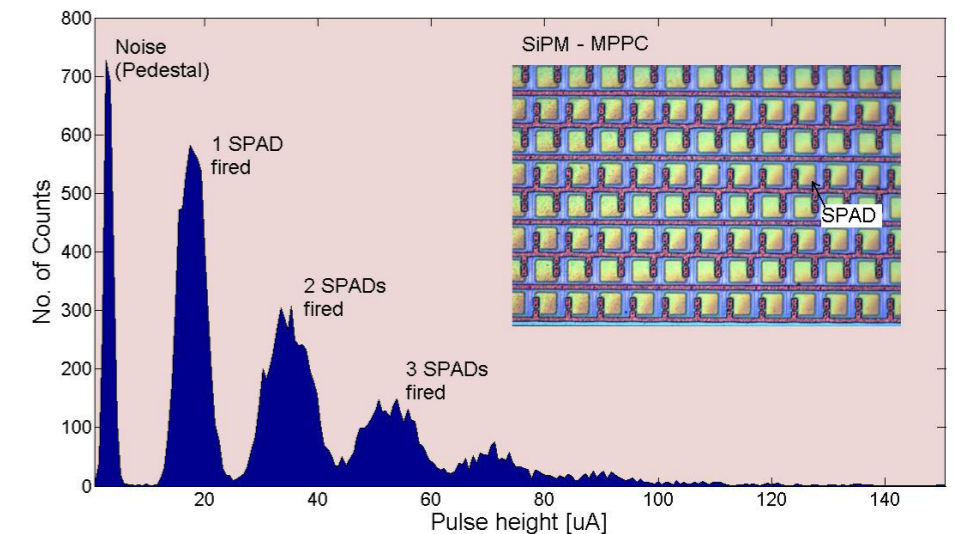 800
700
600
500
400
300
200
100
0
No. of Counts
Noise
(Pedestal)
1 SPAD
fired
2 SPADs
fired
3 SPADs
fired
SiPM - MPPC
SPAD
20 40 60 80 100 120 140
Pulse height [uA]